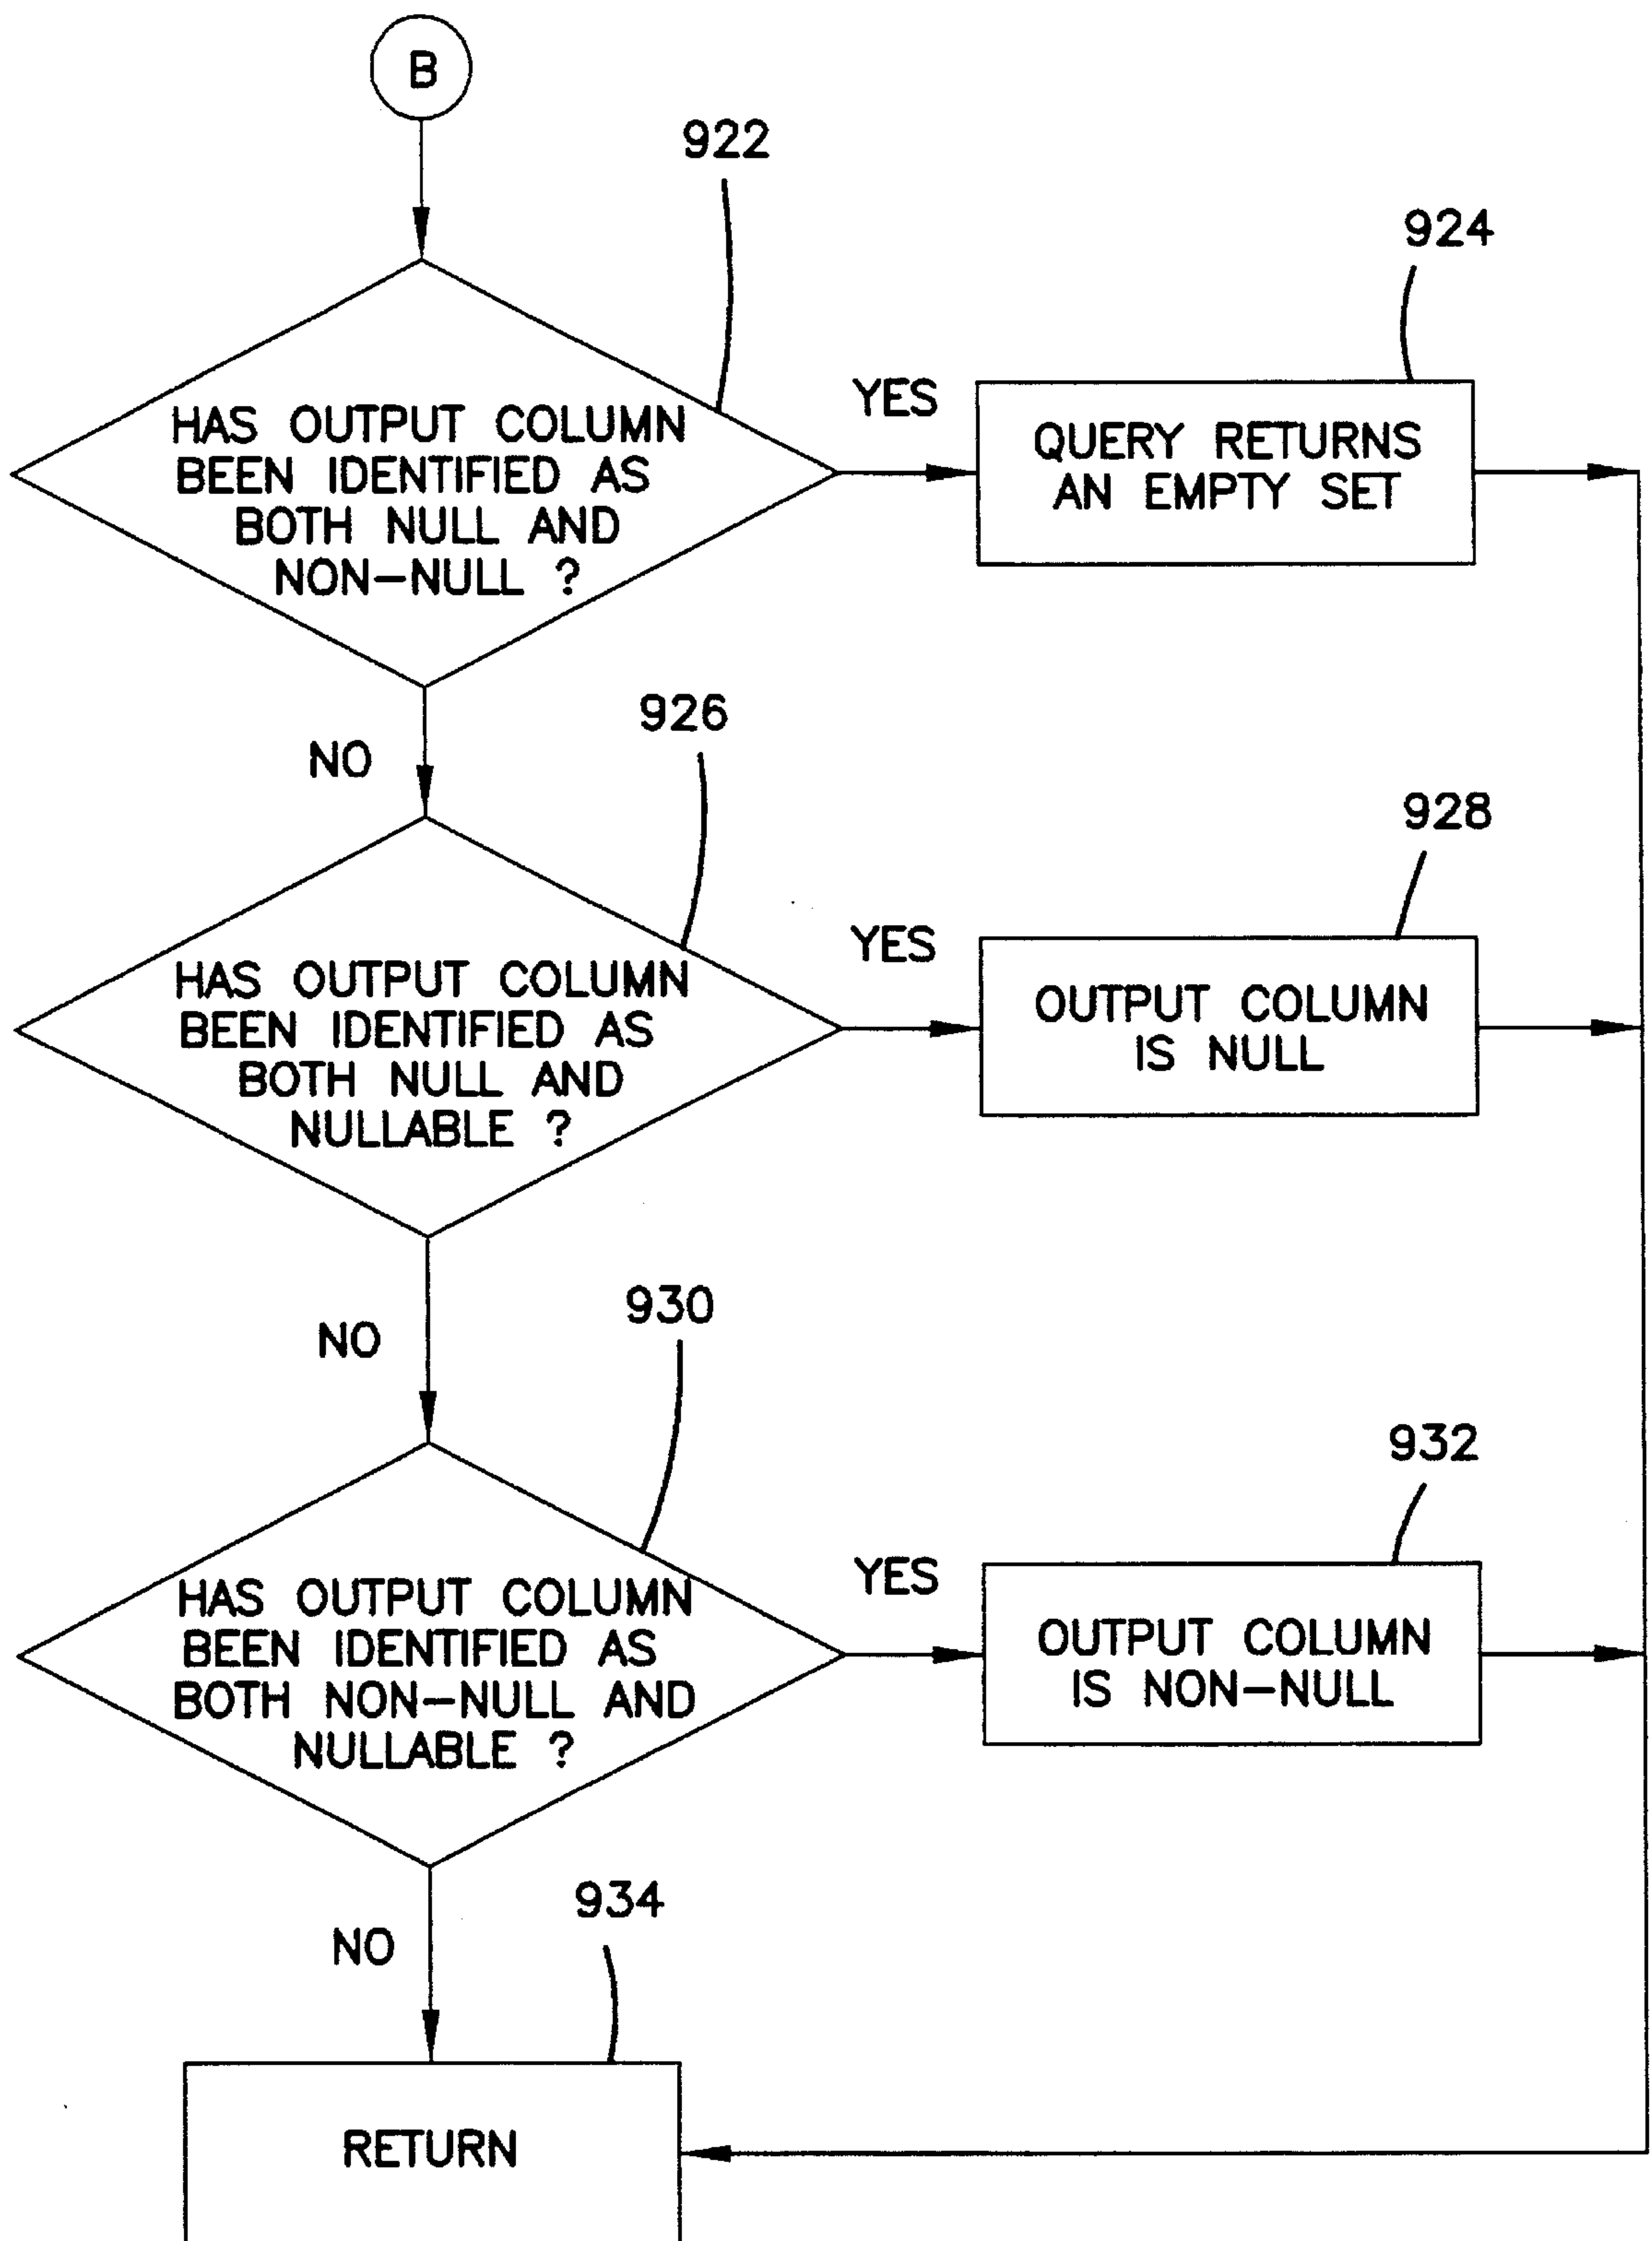 B
922
924
HAS OUTPUT COLUMN
BEEN IDENTIFIED AS
BOTH NULL AND
NON-NULL ?
YES
QUERY RETURNS
AN EMPTY SET
NO
926
928
HAS OUTPUT COLUMN
BEEN IDENTIFIED AS
BOTH NULL AND
NULLABLE ?
YES
OUTPUT COLUMN
IS NULL
NO
930
932
HAS OUTPUT COLUMN
BEEN IDENTIFIED AS
BOTH NON-NULL AND
NULLABLE ?
YES
OUTPUT COLUMN
IS NON-NULL
NO
934
RETURN